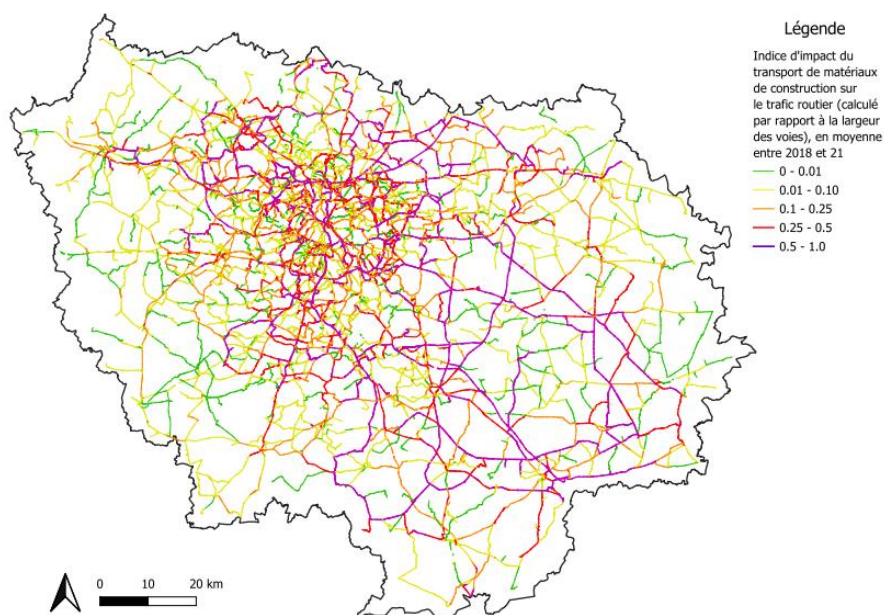 Légende
Indice d'impact du
transport de matériaux
de construction sur
le trafic routier (calculé
par rapport à la largeur
des voies), en moyenne
entre 2018 et 21
0 - 0.01
0.01 - 0.10
0.1 - 0.25
0.25 - 0.5
0.5 - 1.0
0 10 20 km